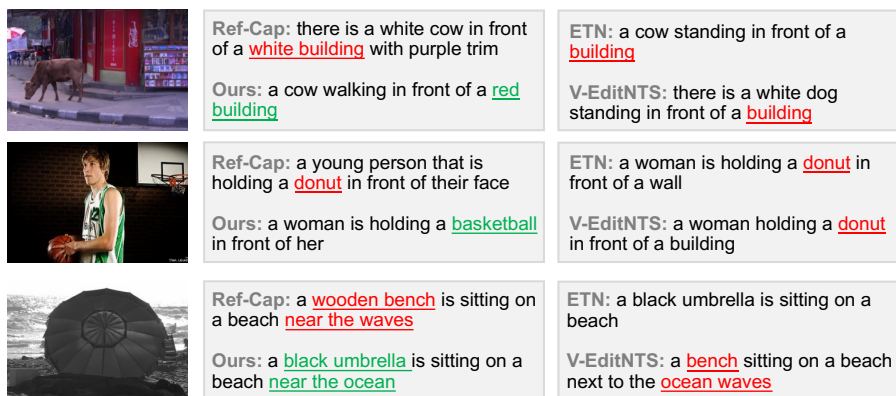 Ref-Cap: there is a white cow in front
of a white building with purple trim
Ours: a cow walking in front of a red
building
ETN: a cow standing in front of a
building
V-EditNTS: there is a white dog
standing in front of a building
Ref-Cap: a young person that is
holding a donut in front of their face
Ours: a woman is holding a basketball
in front of her
ETN: a woman is holding a donut in
front of a wall
V-EditNTS: a woman holding a donut
in front of a building
Ref-Cap: a wooden bench is sitting on
a beach near the waves
Ours: a black umbrella is sitting on a
beach near the ocean
ETN: a black umbrella is sitting on a
beach
V-EditNTS: a bench sitting on a beach
next to the ocean waves